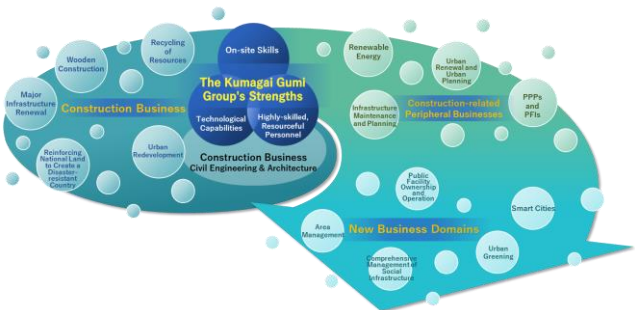 On-site Skills
The Kumagai Gumi
Group's Strengths
Technological
Capabilities
Highly-skilled,
Resourceful
Personnel
Construction Business
Civil Engineering & Architecture
Construction Business
Recycling
of
Resources
Wooden
Construction
Major
Infrastructure
Renewal
Reinforcing
National Land
to Create a
Disaster-
resistant
Country
Urban
Redevelopment
Renewable
Energy
Urban
Renewal and
Urban
Planning
Infrastructure
Maintenance
and Planning
Construction-related
Peripheral Businesses
PPPs
and
PFIs
Public
Facility
Ownership
and
Operation
Smart Cities
Area
Management
New Business Domains
Comprehensive
Management of
Social
Infrastructure
Urban
Greening